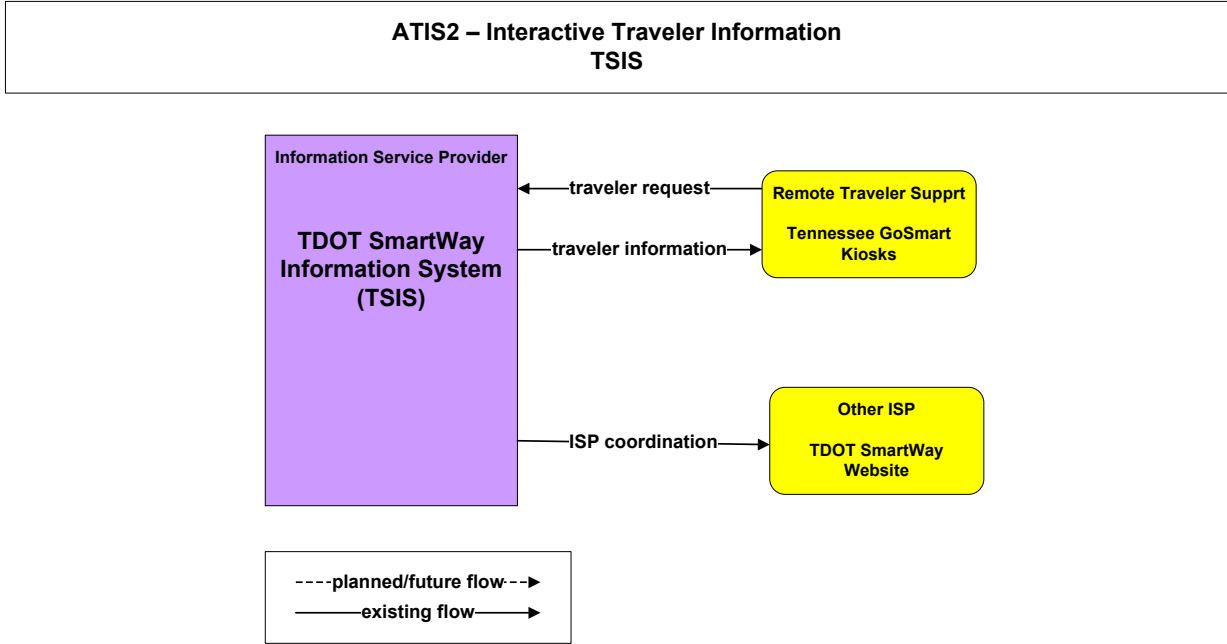 ATIS2 – Interactive Traveler Information
TSIS
Information Service Provider
TDOT SmartWay
Information System
(TSIS)
traveler request
traveler information
Remote Traveler Supprt
Tennessee GoSmart
Kiosks
ISP coordination
Other ISP
TDOT SmartWay
Website
planned/future flow
existing flow